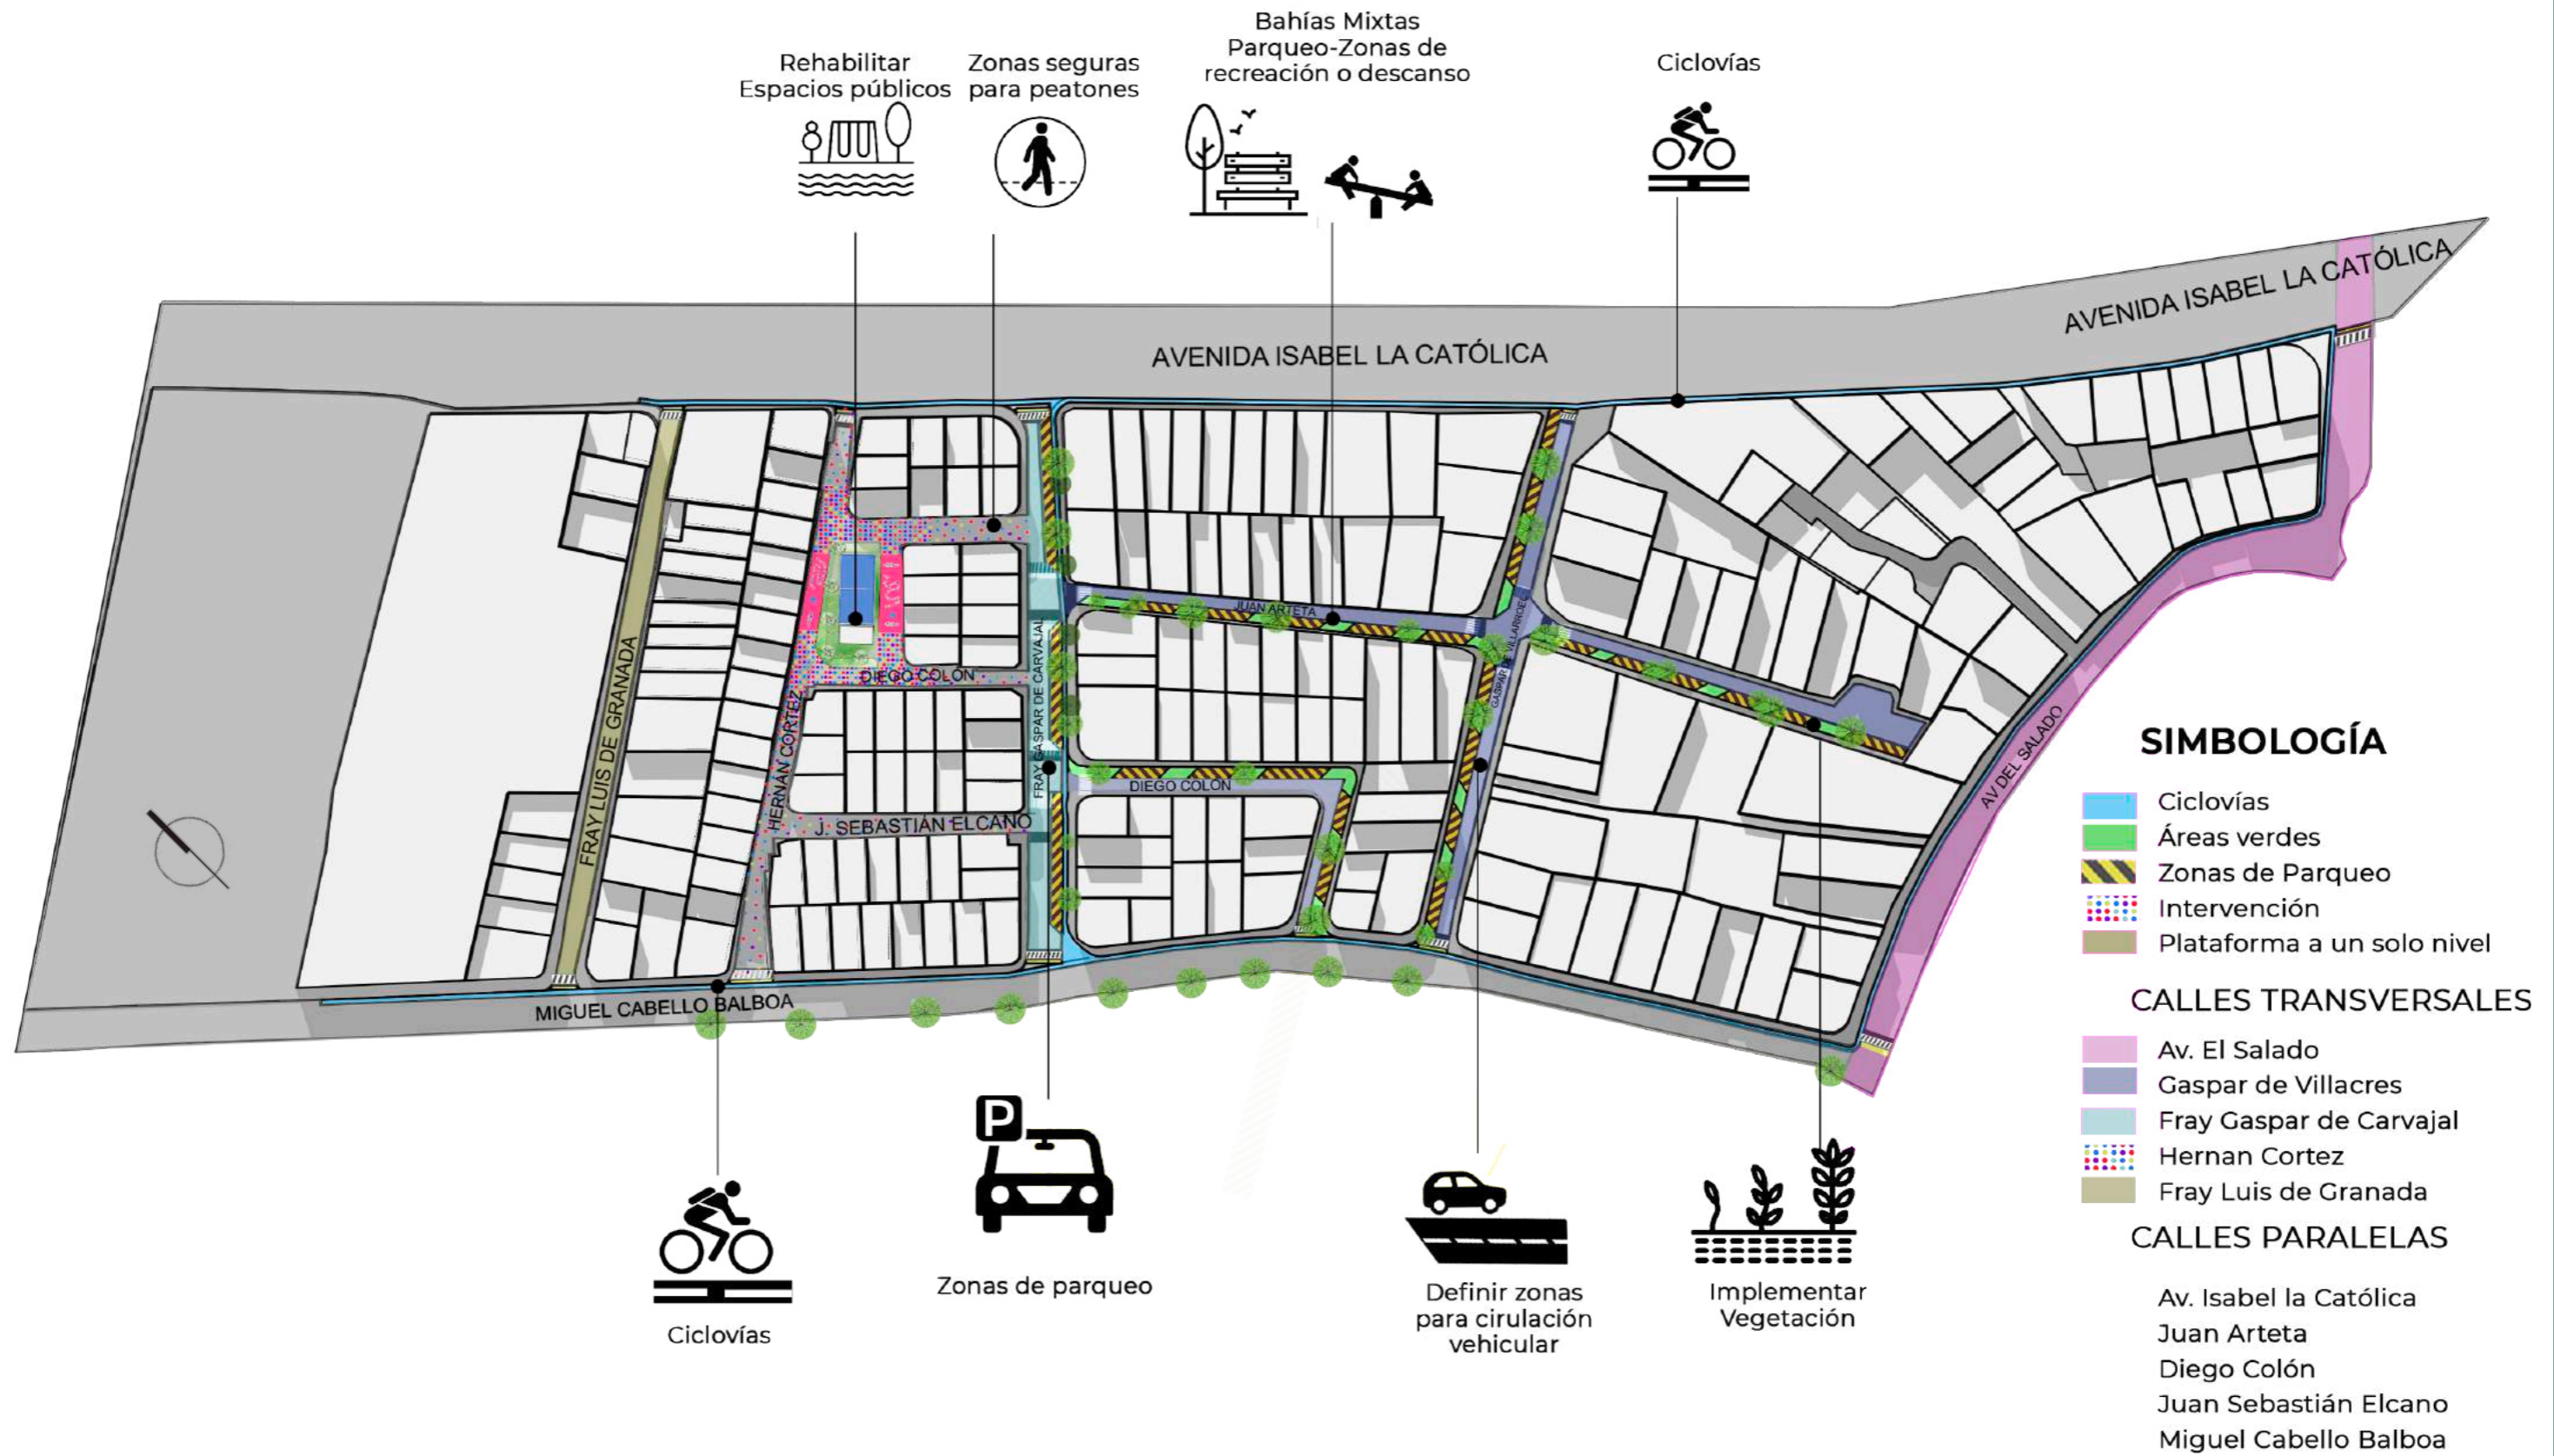 Rehabilitar
Espacios públicos
Zonas seguras
para peatones
Bahías Mixtas
Parqueo-Zonas de
recreación o descanso
Ciclovías
AVENIDA ISABEL LA CATÓLICA
AVENIDA ISABEL LA CATÓLICA
JUAN ARTETA
GASPAR DE VILLARROEL
FRAY GASPAR DE CARVAJAL
DIEGO COLÓN
FRAY LUIS DE GRANADA
HERNÁN CORTEZ
DIEGO COLÓN
J. SEBASTIÁN ELCANO
AV DEL SALADO
MIGUEL CABELLO BALBOA
Ciclovías
P
Zonas de parqueo
Definir zonas
para cirulación
vehicular
Implementar
Vegetación
SIMBOLOGÍA
Ciclovías
Áreas verdes
Zonas de Parqueo
Intervención
Plataforma a un solo nivel
CALLES TRANSVERSALES
Av. El Salado
Gaspar de Villacres
Fray Gaspar de Carvajal
Hernan Cortez
Fray Luis de Granada
CALLES PARALELAS
Av. Isabel la Católica
Juan Arteta
Diego Colón
Juan Sebastián Elcano
Miguel Cabello Balboa